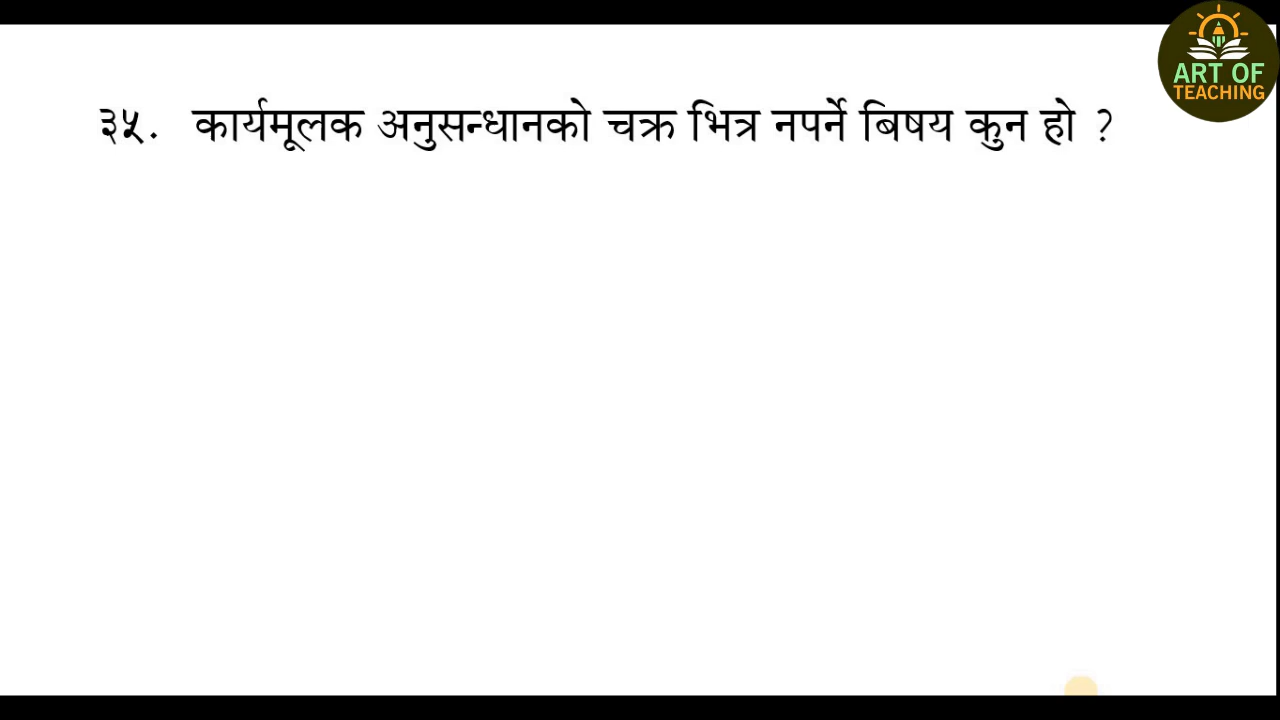 ART OF
TEACHING
३५. कार्यमूलक अनुसन्धानको चक्र भित्र नपर्ने बिषय कुन हो ?